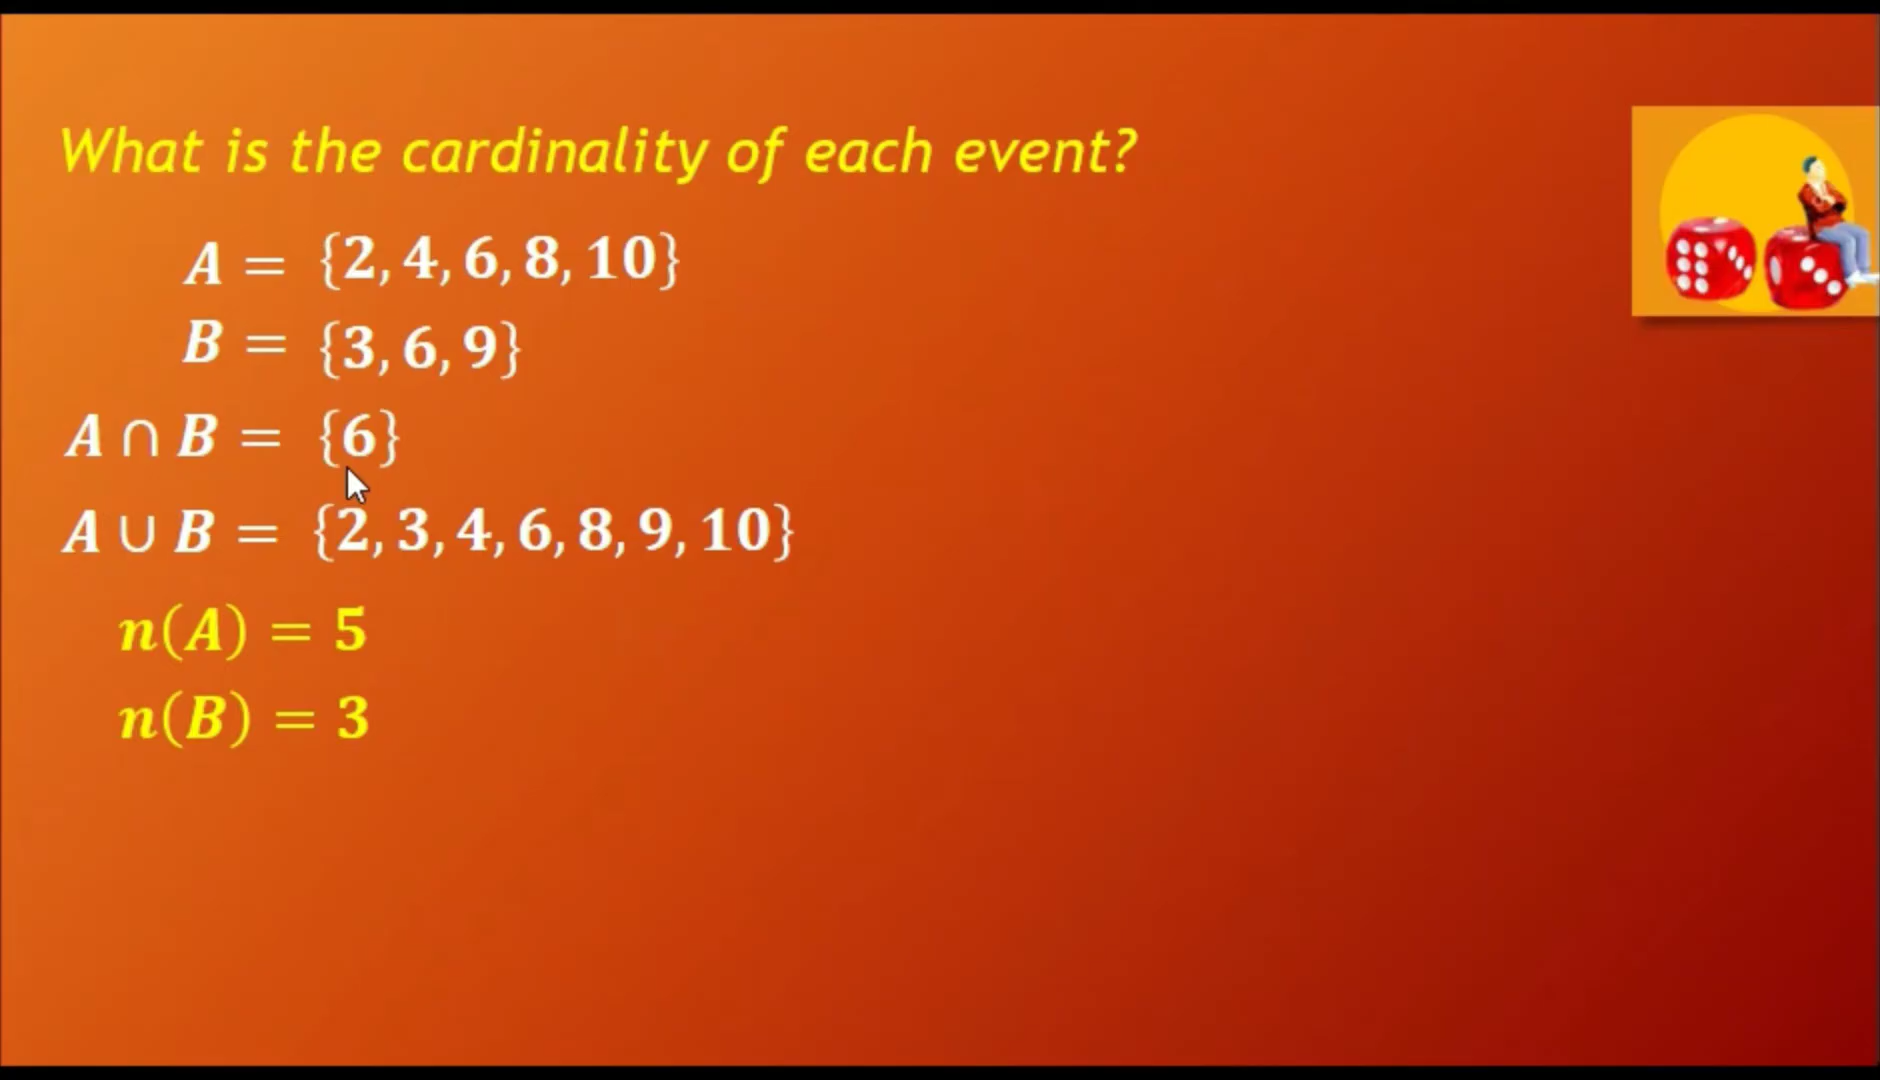 What is the cardinality of each event?
A = {2, 4, 6, 8, 10}
B = {3, 6, 9}
A ∩ B = {6}
A ∪ B = {2, 3, 4, 6, 8, 9, 10}
n(A) = 5
n(B) = 3